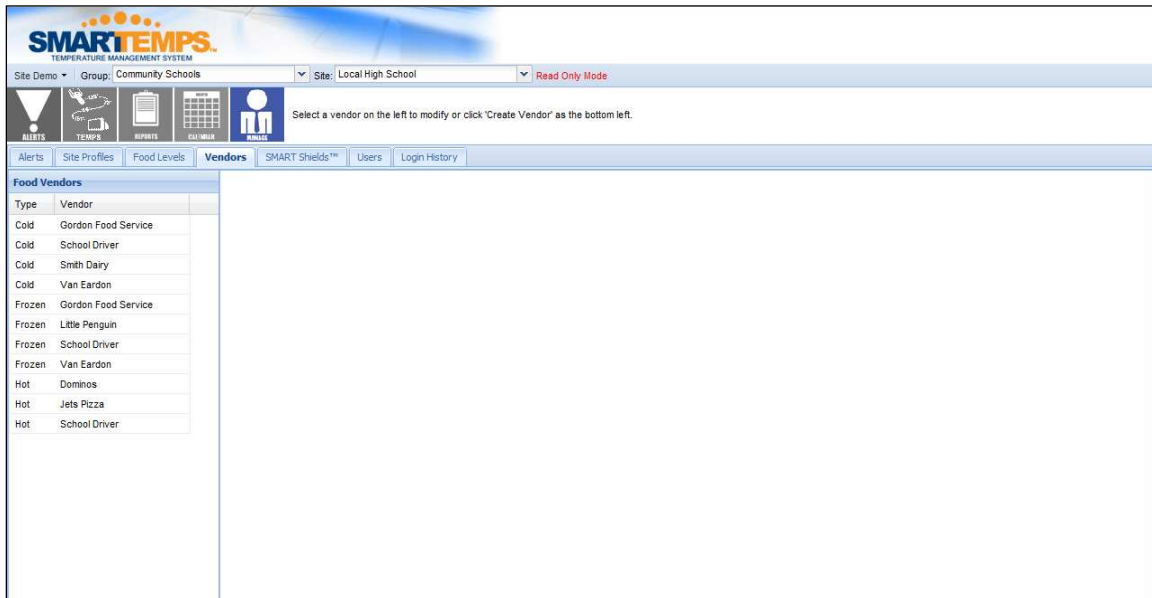 SMARTTEMPS™
TEMPERATURE MANAGEMENT SYSTEM
Site Demo Group: Community Schools Site: Local High School Read Only Mode
ALERTS TEMPS REPORTS CALENDAR MANAGE
Select a vendor on the left to modify or click 'Create Vendor' as the bottom left.
Alerts Site Profiles Food Levels Vendors SMART Shields™ Users Login History
Food Vendors
Type Vendor
Cold Gordon Food Service
Cold School Driver
Cold Smith Dairy
Cold Van Eardon
Frozen Gordon Food Service
Frozen Little Penguin
Frozen School Driver
Frozen Van Eardon
Hot Dominos
Hot Jets Pizza
Hot School Driver